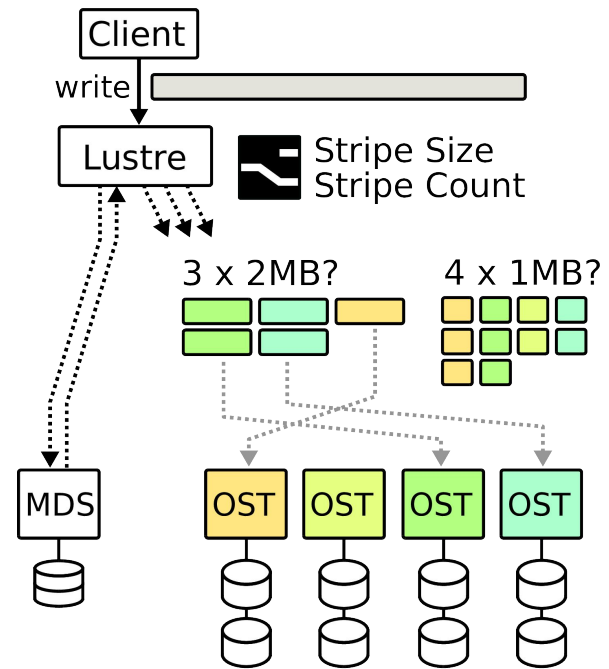 Client
write
Lustre
Stripe Size
Stripe Count
3 x 2MB?
4 x 1MB?
MDS
OST
OST
OST
OST